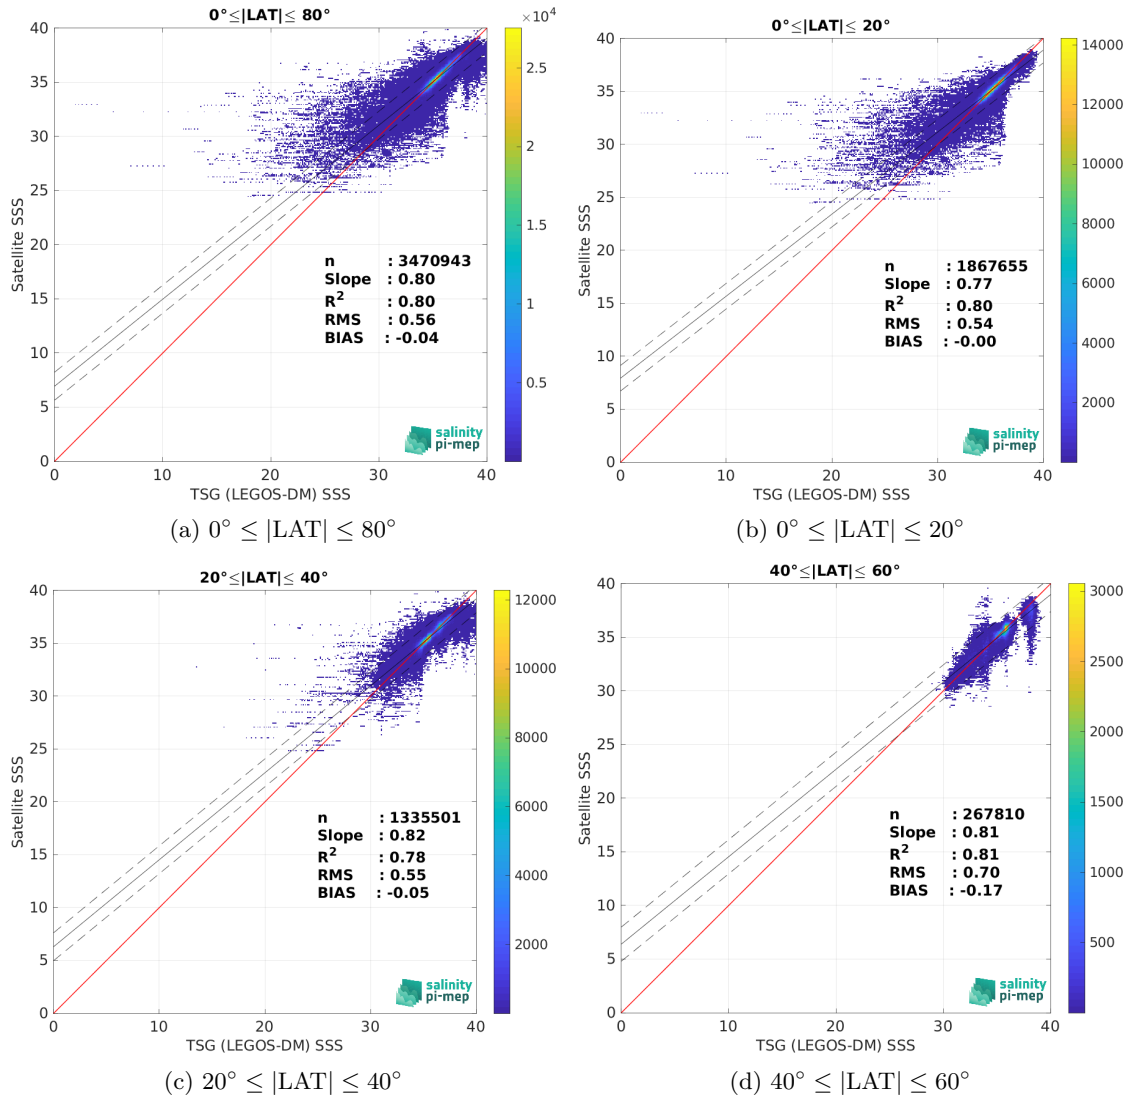 0°≤|LAT|≤ 80°
×10⁴
40
35
30
25
20
15
10
5
0
Satellite SSS
n : 3470943
Slope : 0.80
R² : 0.80
RMS : 0.56
BIAS : -0.04
salinity
pi-mep
0 10 20 30 40
TSG (LEGOS-DM) SSS
2.5
2
1.5
1
0.5
(a) 0° ≤ |LAT| ≤ 80°
0°≤|LAT|≤ 20°
40
35
30
25
20
15
10
5
0
Satellite SSS
n : 1867655
Slope : 0.77
R² : 0.80
RMS : 0.54
BIAS : -0.00
salinity
pi-mep
0 10 20 30 40
TSG (LEGOS-DM) SSS
14000
12000
10000
8000
6000
4000
2000
(b) 0° ≤ |LAT| ≤ 20°
20°≤|LAT|≤ 40°
40
35
30
25
20
15
10
5
0
Satellite SSS
n : 1335501
Slope : 0.82
R² : 0.78
RMS : 0.55
BIAS : -0.05
salinity
pi-mep
0 10 20 30 40
TSG (LEGOS-DM) SSS
12000
10000
8000
6000
4000
2000
(c) 20° ≤ |LAT| ≤ 40°
40°≤|LAT|≤ 60°
40
35
30
25
20
15
10
5
0
Satellite SSS
n : 267810
Slope : 0.81
R² : 0.81
RMS : 0.70
BIAS : -0.17
salinity
pi-mep
0 10 20 30 40
TSG (LEGOS-DM) SSS
3000
2500
2000
1500
1000
500
(d) 40° ≤ |LAT| ≤ 60°